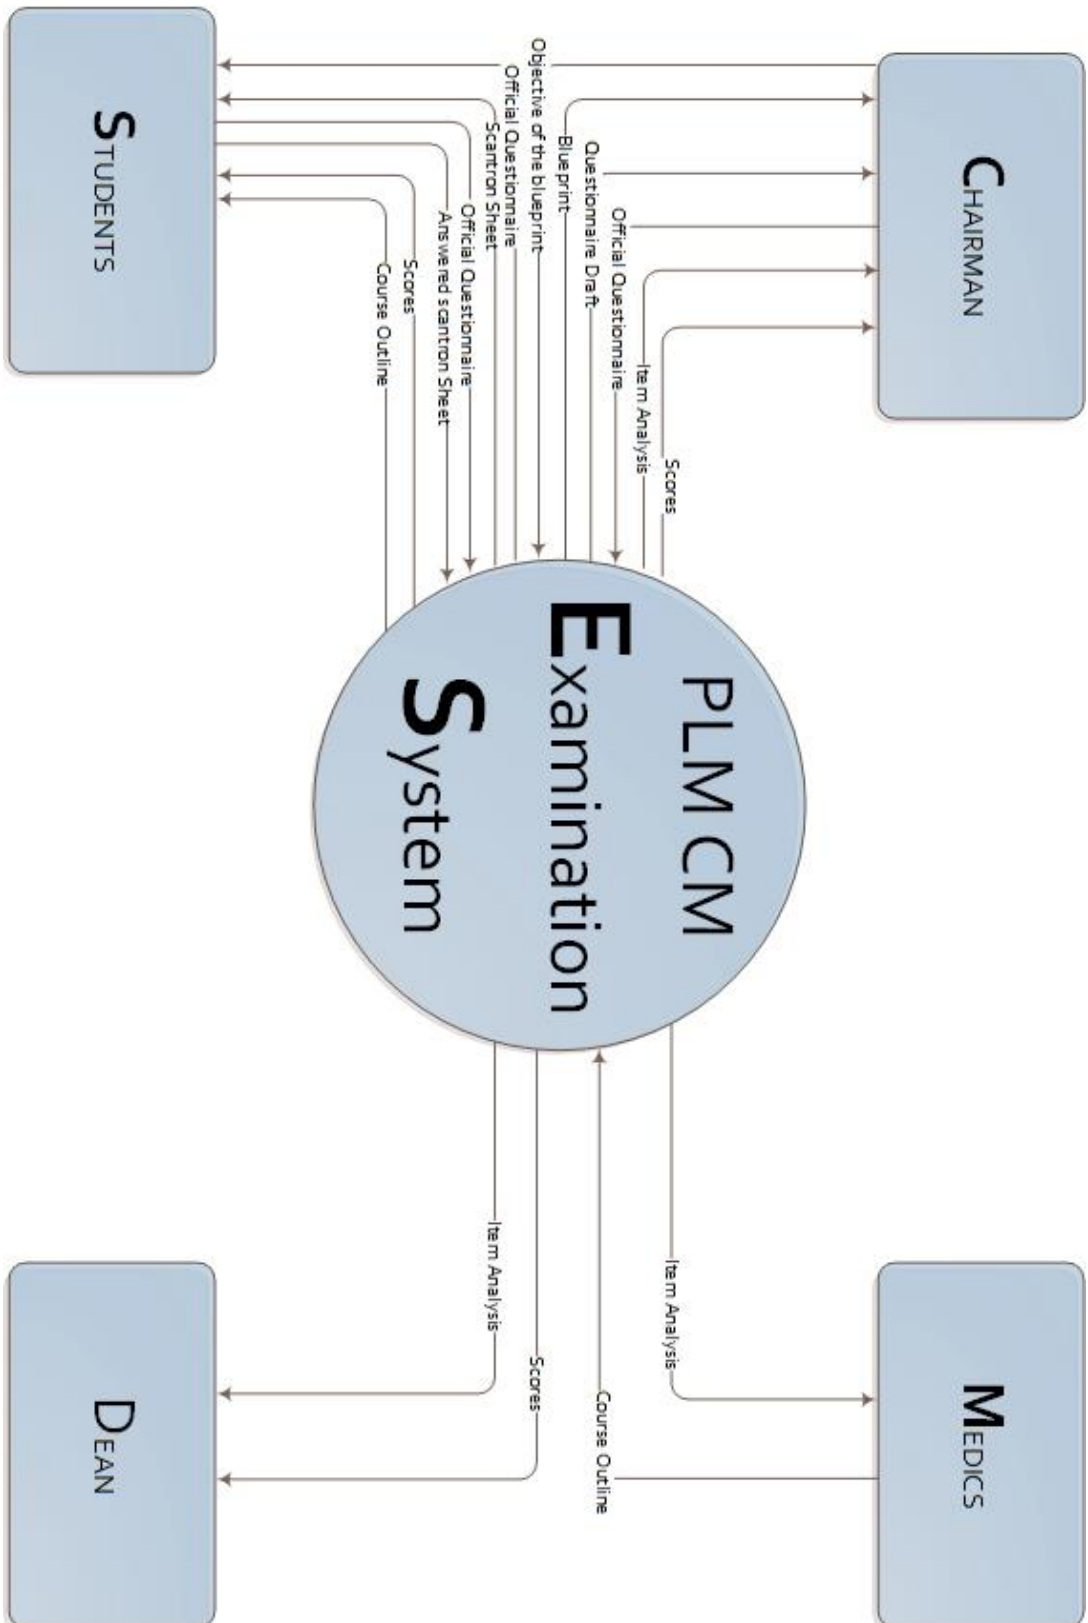 CHAIRMAN
MEDICS
Scores
Item Analysis
Official Questionnaire
Questionnaire Draft
Blueprint
Objective of the blueprint
Official Questionnaire
Scantron Sheet
Official Questionnaire
Answered scantron Sheet
Scores
Course Outline
PLM CM
Examination
System
Item Analysis
Course Outline
Scores
Item Analysis
STUDENTS
DEAN